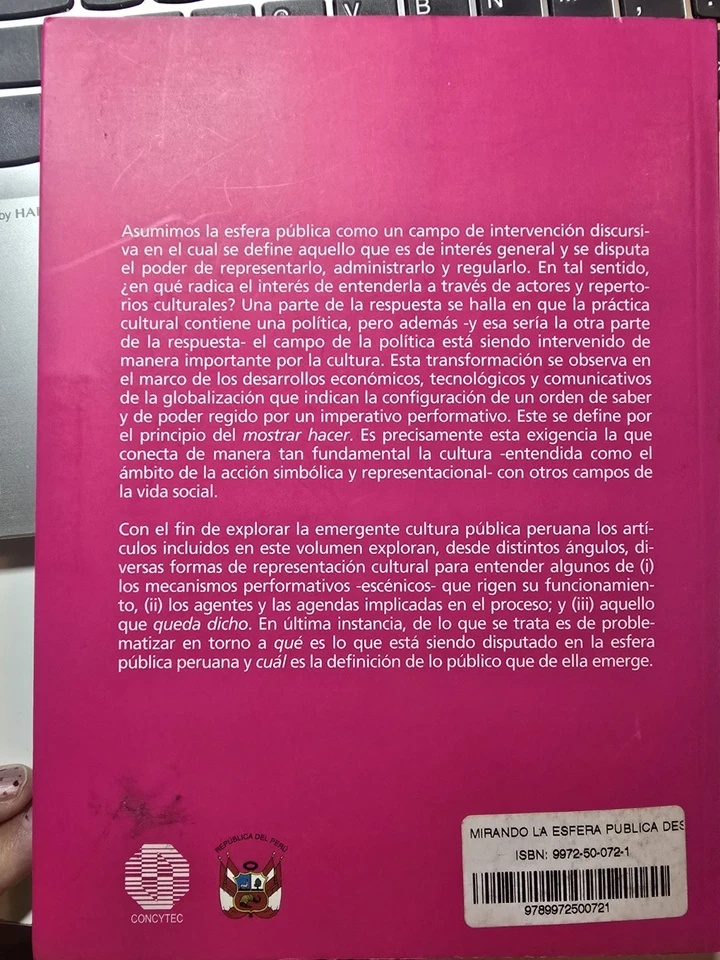 V
B
N
by HAR
Asumimos la esfera pública como un campo de intervención discursi-
va en el cual se define aquello que es de interés general y se disputa
el poder de representarlo, administrarlo y regularlo. En tal sentido,
¿en qué radica el interés de entenderla a través de actores y reperto-
rios culturales? Una parte de la respuesta se halla en que la práctica
cultural contiene una política, pero además -y esa sería la otra parte
de la respuesta- el campo de la política está siendo intervenido de
manera importante por la cultura. Esta transformación se observa en
el marco de los desarrollos económicos, tecnológicos y comunicativos
de la globalización que indican la configuración de un orden de saber
y de poder regido por un imperativo performativo. Este se define por
el principio del mostrar hacer. Es precisamente esta exigencia la que
conecta de manera tan fundamental la cultura -entendida como el
ámbito de la acción simbólica y representacional- con otros campos de
la vida social.
Con el fin de explorar la emergente cultura pública peruana los artí-
culos incluidos en este volumen exploran, desde distintos ángulos, di-
versas formas de representación cultural para entender algunos de (i)
los mecanismos performativos -escénicos- que rigen su funcionamien-
to, (ii) los agentes y las agendas implicadas en el proceso; y (iii) aquello
que queda dicho. En última instancia, de lo que se trata es de proble-
matizar en torno a qué es lo que está siendo disputado en la esfera
pública peruana y cuál es la definición de lo público que de ella emerge.
CONCYTEC
REPÚBLICA DEL PERÚ
MIRANDO LA ESFERA PUBLICA DES
ISBN: 9972-50-072-1
9789972500721